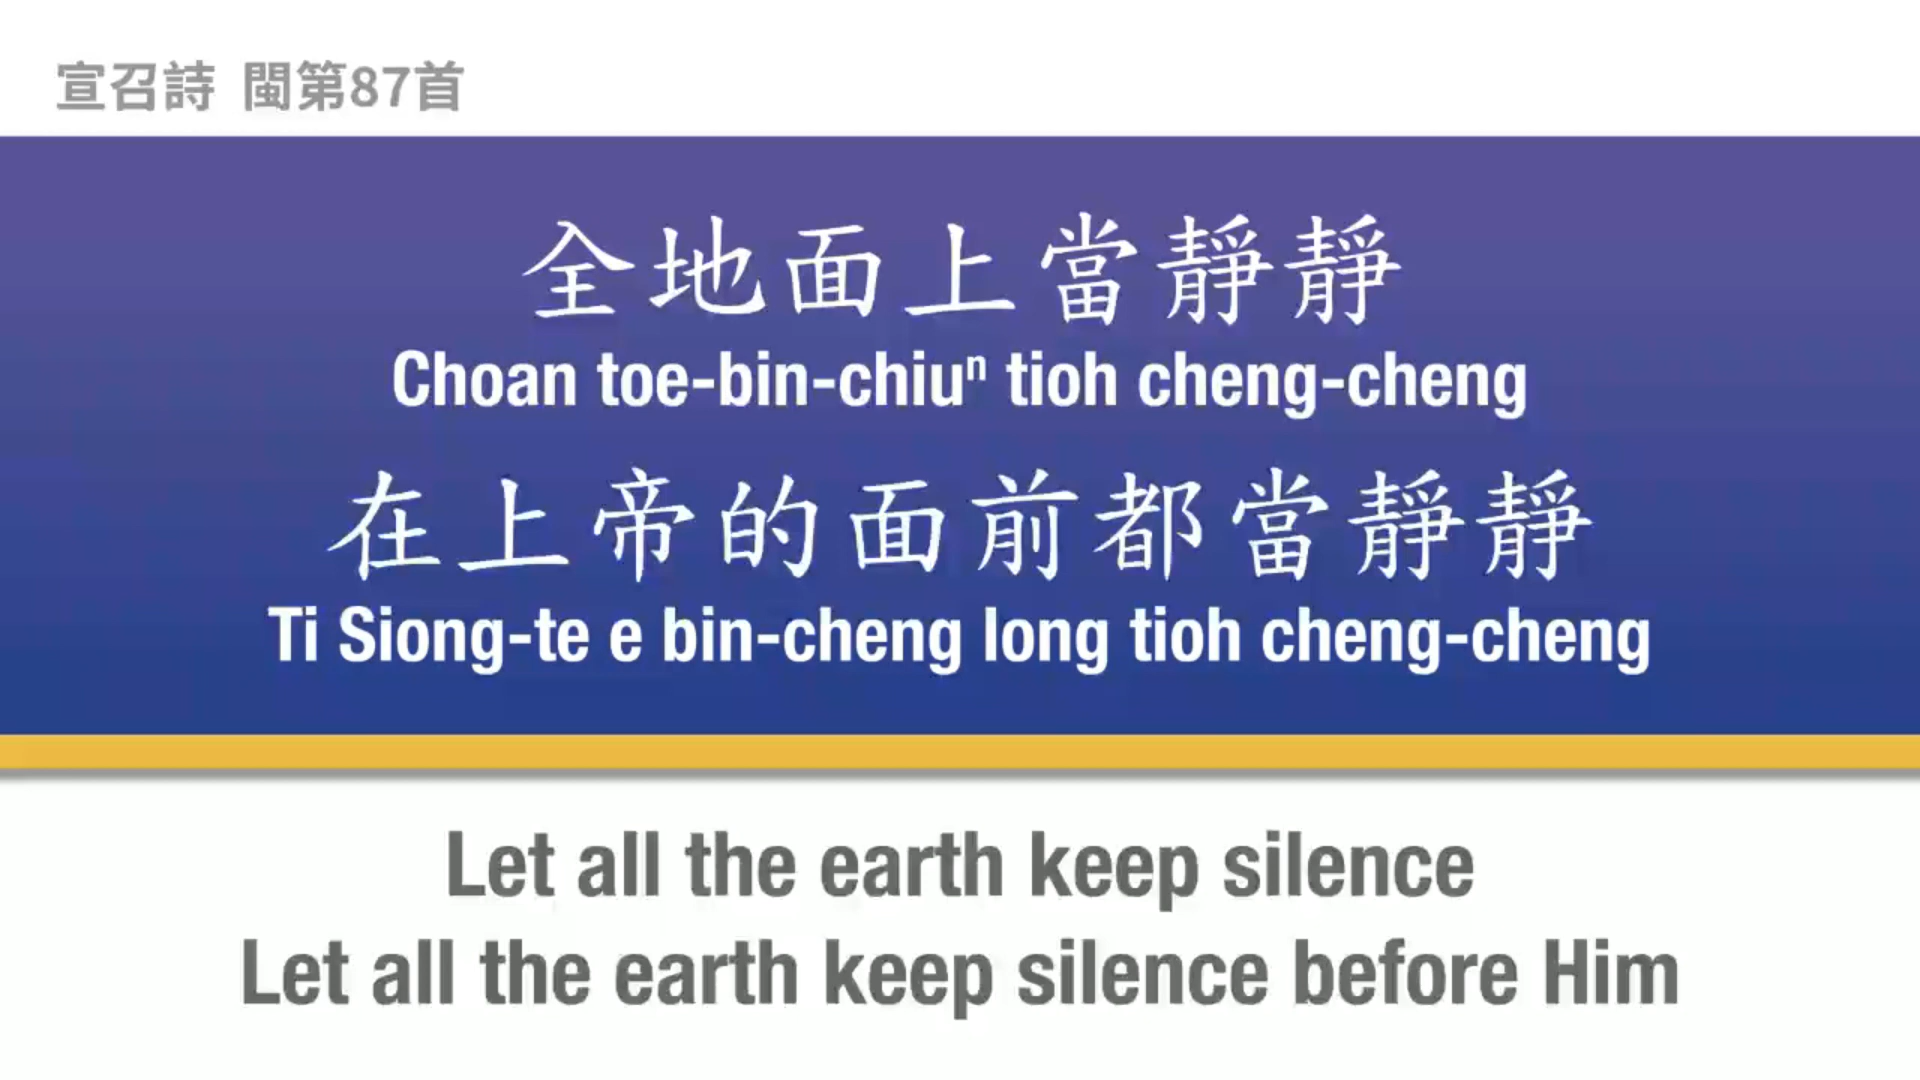 宣召詩 閩第87首
全地面上當靜靜
Choan toe-bin-chiuⁿ tioh cheng-cheng
在上帝的面前都當靜靜
Ti Siong-te e bin-cheng long tioh cheng-cheng
Let all the earth keep silence
Let all the earth keep silence before Him